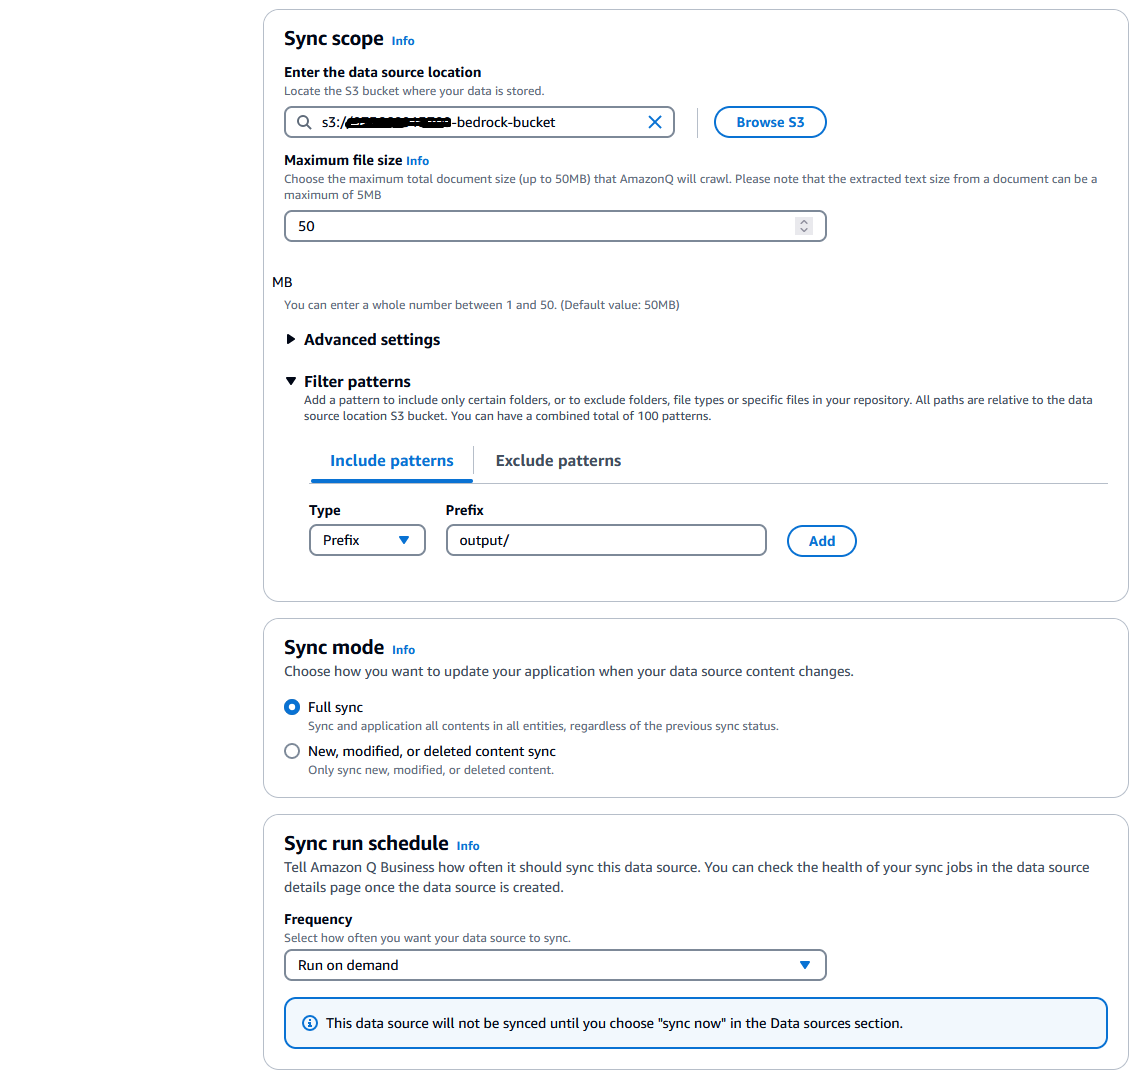 Sync scope Info
Enter the data source location
Locate the S3 bucket where your data is stored.
s3:/ -bedrock-bucket
Browse S3
Maximum file size Info
Choose the maximum total document size (up to 50MB) that AmazonQ will crawl. Please note that the extracted text size from a document can be a
maximum of 5MB
50
MB
You can enter a whole number between 1 and 50. (Default value: 50MB)
Advanced settings
Filter patterns
Add a pattern to include only certain folders, or to exclude folders, file types or specific files in your repository. All paths are relative to the data
source location S3 bucket. You can have a combined total of 100 patterns.
Include patterns Exclude patterns
Type Prefix
Prefix output/ Add
Sync mode Info
Choose how you want to update your application when your data source content changes.
Full sync
Sync and application all contents in all entities, regardless of the previous sync status.
New, modified, or deleted content sync
Only sync new, modified, or deleted content.
Sync run schedule Info
Tell Amazon Q Business how often it should sync this data source. You can check the health of your sync jobs in the data source
details page once the data source is created.
Frequency
Select how often you want your data source to sync.
Run on demand
This data source will not be synced until you choose "sync now" in the Data sources section.